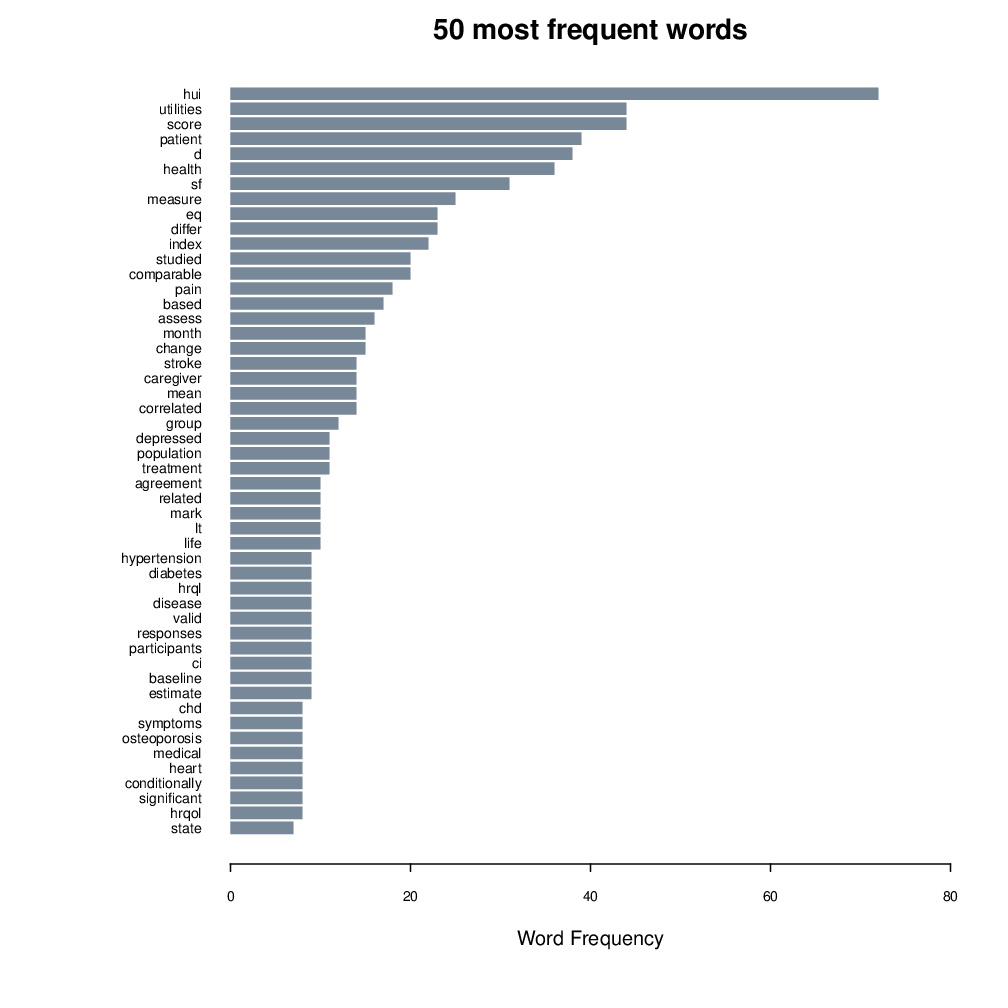 50 most frequent words
hui
utilities
score
patient
d
health
sf
measure
eq
differ
index
studied
comparable
pain
based
assess
month
change
stroke
caregiver
mean
correlated
group
depressed
population
treatment
agreement
related
mark
lt
life
hypertension
diabetes
hrql
disease
valid
responses
participants
ci
baseline
estimate
chd
symptoms
osteoporosis
medical
heart
conditionally
significant
hrqol
state
0 20 40 60 80
Word Frequency